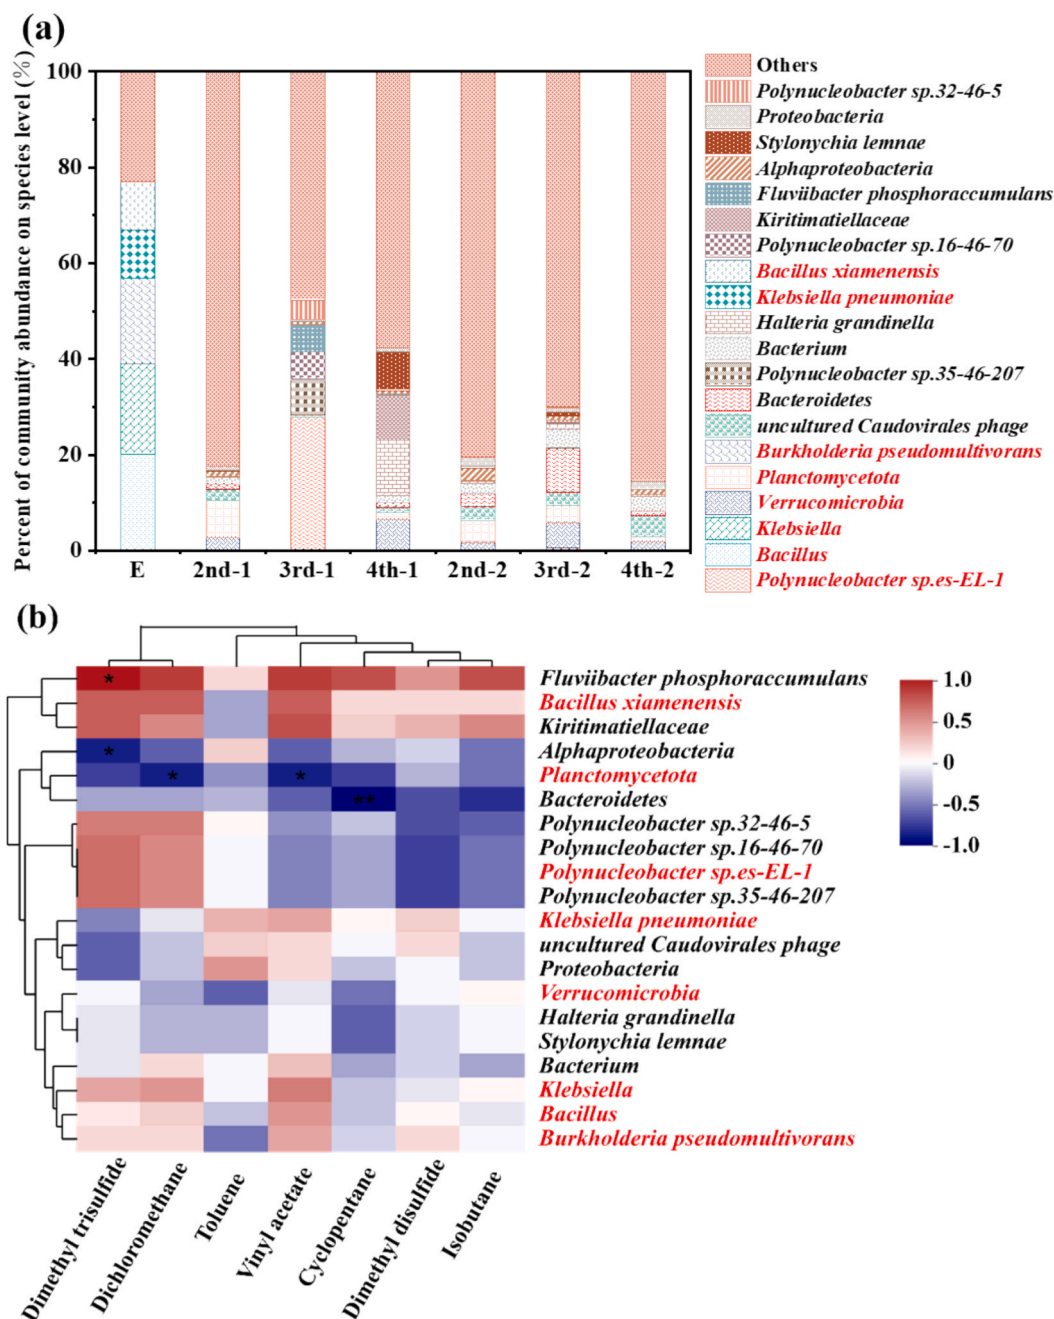 (a)
Percent of community abundance on species level (%)
100
80
60
40
20
0
E 2nd-1 3rd-1 4th-1 2nd-2 3rd-2 4th-2
Others
Polynucleobacter sp.32-46-5
Proteobacteria
Stylonychia lemnae
Alphaproteobacteria
Fluviibacter phosphoraccumulans
Kiritimatiellaceae
Polynucleobacter sp.16-46-70
Bacillus xiamenensis
Klebsiella pneumoniae
Halteria grandinella
Bacterium
Polynucleobacter sp.35-46-207
Bacteroidetes
uncultured Caudovirales phage
Burkholderia pseudomultivorans
Planctomycetota
Verrucomicrobia
Klebsiella
Bacillus
Polynucleobacter sp.es-EL-1
(b)
*
*
* *
**
Fluviibacter phosphoraccumulans
Bacillus xiamenensis
Kiritimatiellaceae
Alphaproteobacteria
Planctomycetota
Bacteroidetes
Polynucleobacter sp.32-46-5
Polynucleobacter sp.16-46-70
Polynucleobacter sp.es-EL-1
Polynucleobacter sp.35-46-207
Klebsiella pneumoniae
uncultured Caudovirales phage
Proteobacteria
Verrucomicrobia
Halteria grandinella
Stylonychia lemnae
Bacterium
Klebsiella
Bacillus
Burkholderia pseudomultivorans
1.0
0.5
0
-0.5
-1.0
Dimethyl trisulfide
Dichloromethane
Toluene
Vinyl acetate
Cyclopentane
Dimethyl disulfide
Isobutane